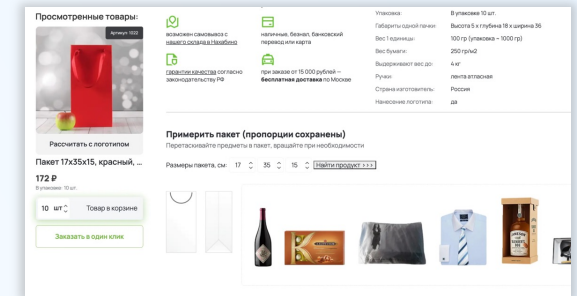 Просмотренные товары:
Артикул: 1022
Рассчитать с логотипом
Пакет 17х35х15, красный, ...
172 ₽
В упаковке: 10 шт.
10 шт
Товар в корзине
Заказать в один клик
возможен самовывоз с
нашего склада в Нахабино
наличные, безнал, банковский
перевод или карта
гарантии качества согласно
законодательству РФ
при заказе от 15 000 рублей —
бесплатная доставка по Москве
Упаковка: В упаковке 10 шт.
Габариты одной пачки: Высота 5 х глубина 18 х ширина 36
Вес 1 единицы: 100 гр (упаковка ~ 1000 гр)
Вес бумаги: 250 гр/м2
Выдерживают вес до: 4 кг
Ручки: лента атласная
Страна изготовитель: Россия
Нанесение логотипа: да
Примерить пакет (пропорции сохранены)
Перетаскивайте предметы в пакет, вращайте при необходимости
Размеры пакета, см: 17 35 15 Найти продукт >>>